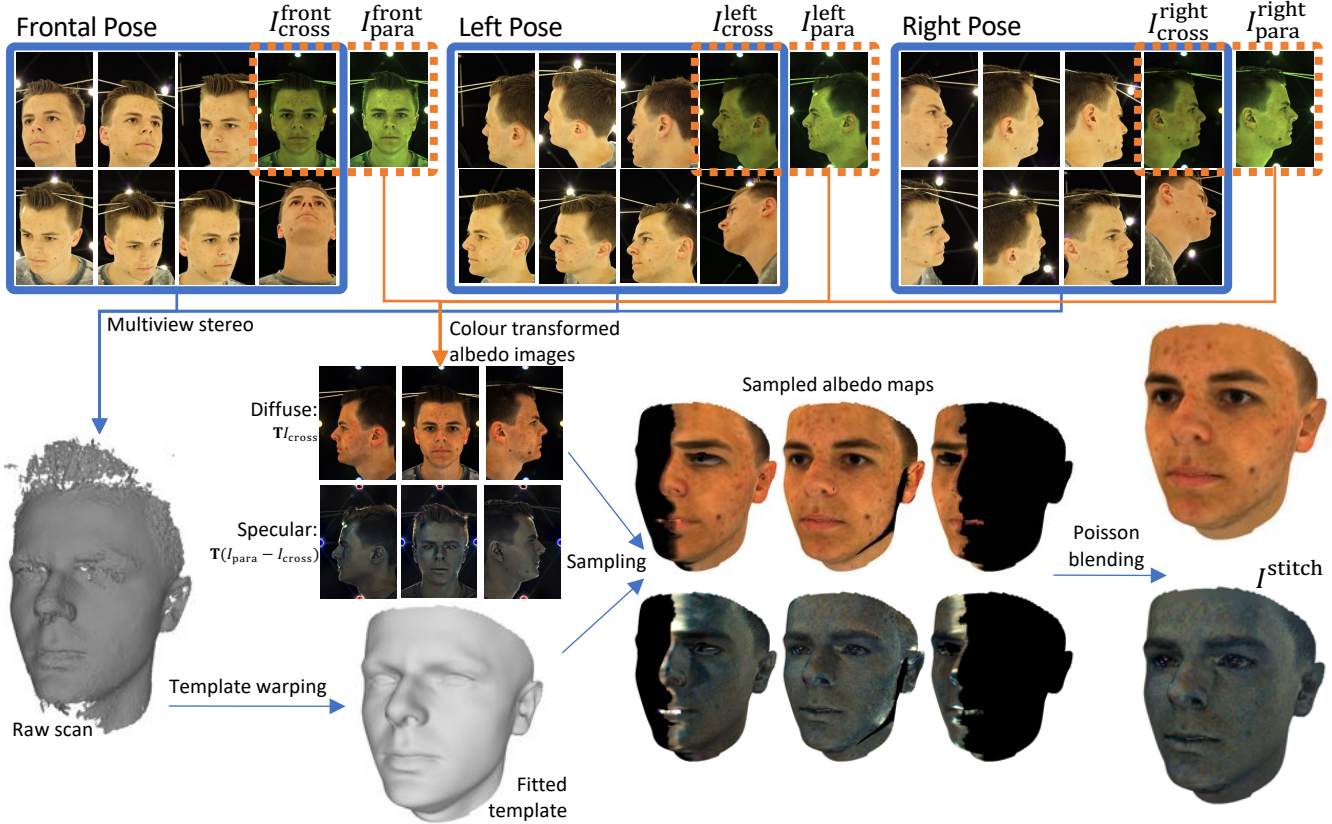 Frontal Pose
I_cross^front
I_para^front
Left Pose
I_cross^left
I_para^left
Right Pose
I_cross^right
I_para^right
Multiview stereo
Colour transformed
albedo images
Diffuse:
TI_cross
Specular:
T(I_para − I_cross)
Sampled albedo maps
Sampling
Poisson
blending
I^stitch
Template warping
Raw scan
Fitted
template